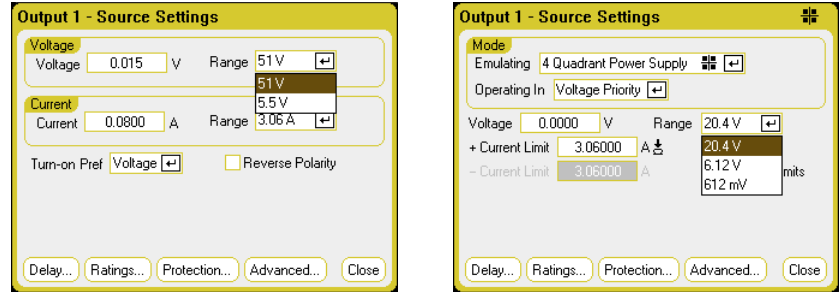 Output 1 - Source Settings
Voltage
Voltage 0.015 V Range 51 V
51 V
5.5 V
Current
Current 0.0800 A Range 3.06 A
Turn-on Pref Voltage Reverse Polarity
Delay... Ratings... Protection... Advanced... Close
Output 1 - Source Settings
Mode
Emulating 4 Quadrant Power Supply
Operating In Voltage Priority
Voltage 0.0000 V Range 20.4 V
+ Current Limit 3.06000 A 20.4 V
6.12 V
− Current Limit 3.06000 A mits
612 mV
Delay... Ratings... Protection... Advanced... Close